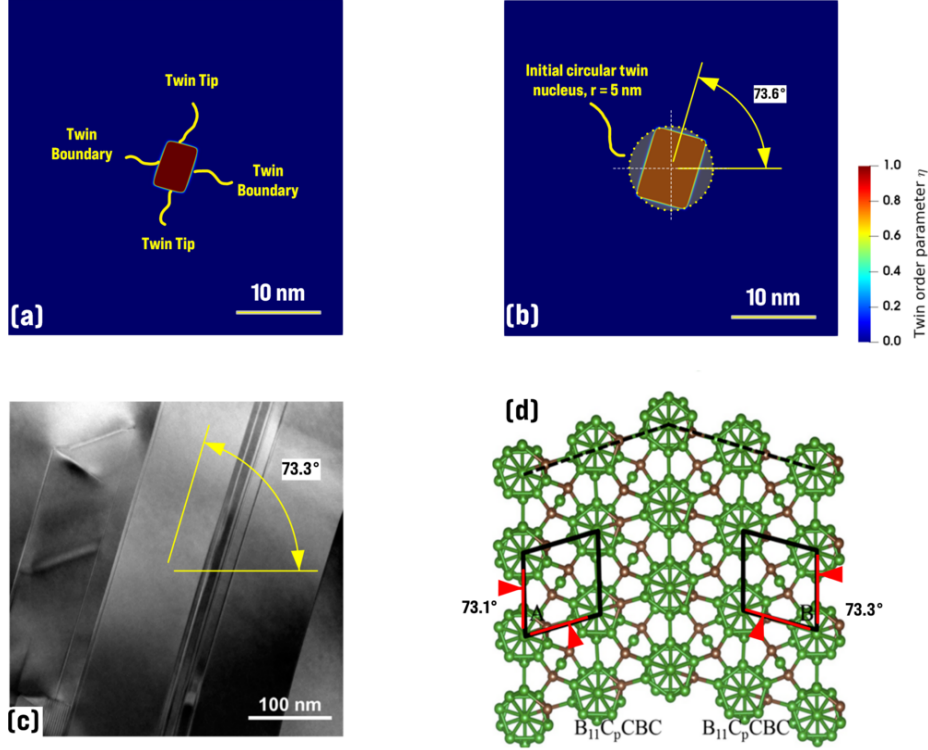 Twin Tip
Twin
Boundary
Twin
Boundary
Twin Tip
10 nm
(a)
Initial circular twin
nucleus, r = 5 nm
73.6°
10 nm
(b)
1.0
0.8
0.6
0.4
0.2
0.0
Twin order parameter η
73.3°
100 nm
(c)
(d)
73.1°
A
B
73.3°
B₁₁CₚCBC
B₁₁CₚCBC